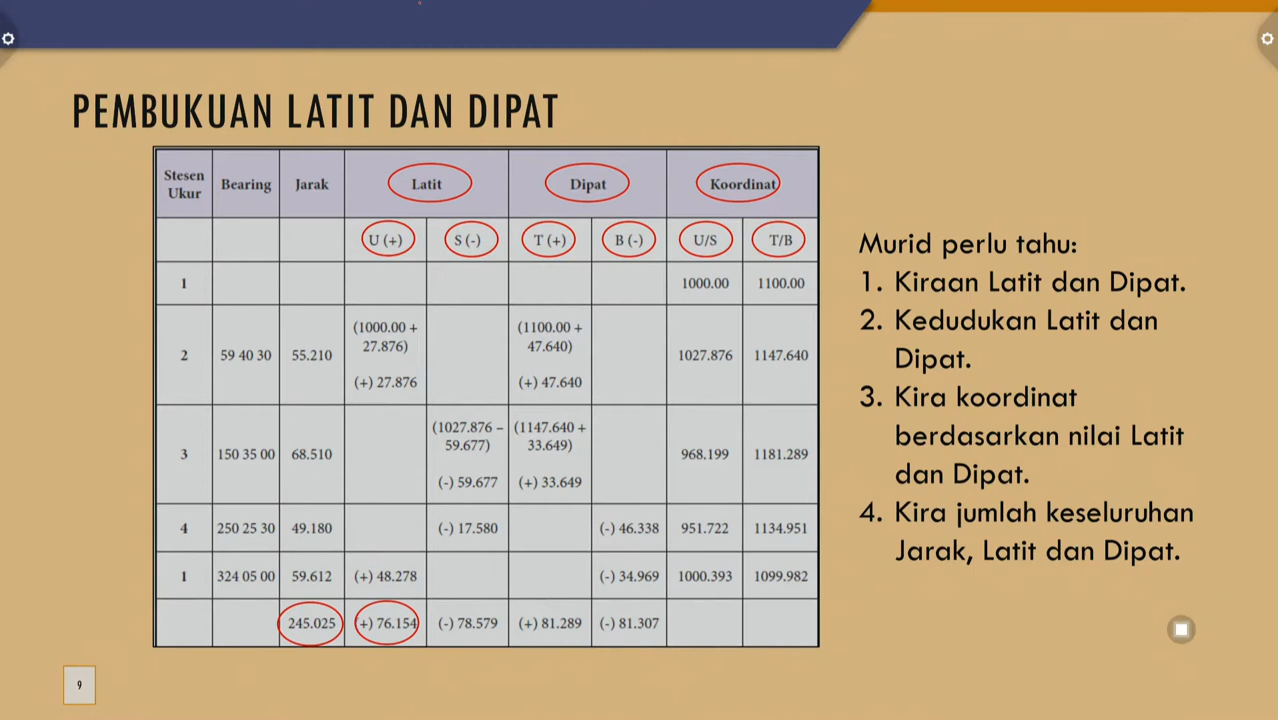 PEMBUKUAN LATIT DAN DIPAT
Stesen Ukur Bearing Jarak Latit Dipat Koordinat
U (+) S (-) T (+) B (-) U/S T/B
1 1000.00 1100.00
2 59 40 30 55.210 (1000.00 + 27.876) (+) 27.876 (1100.00 + 47.640) (+) 47.640 1027.876 1147.640
3 150 35 00 68.510 (1027.876 – 59.677) (-) 59.677 (1147.640 + 33.649) (+) 33.649 968.199 1181.289
4 250 25 30 49.180 (-) 17.580 (-) 46.338 951.722 1134.951
1 324 05 00 59.612 (+) 48.278 (-) 34.969 1000.393 1099.982
245.025 (+) 76.154 (-) 78.579 (+) 81.289 (-) 81.307
Murid perlu tahu:
1. Kiraan Latit dan Dipat.
2. Kedudukan Latit dan
Dipat.
3. Kira koordinat
berdasarkan nilai Latit
dan Dipat.
4. Kira jumlah keseluruhan
Jarak, Latit dan Dipat.
9